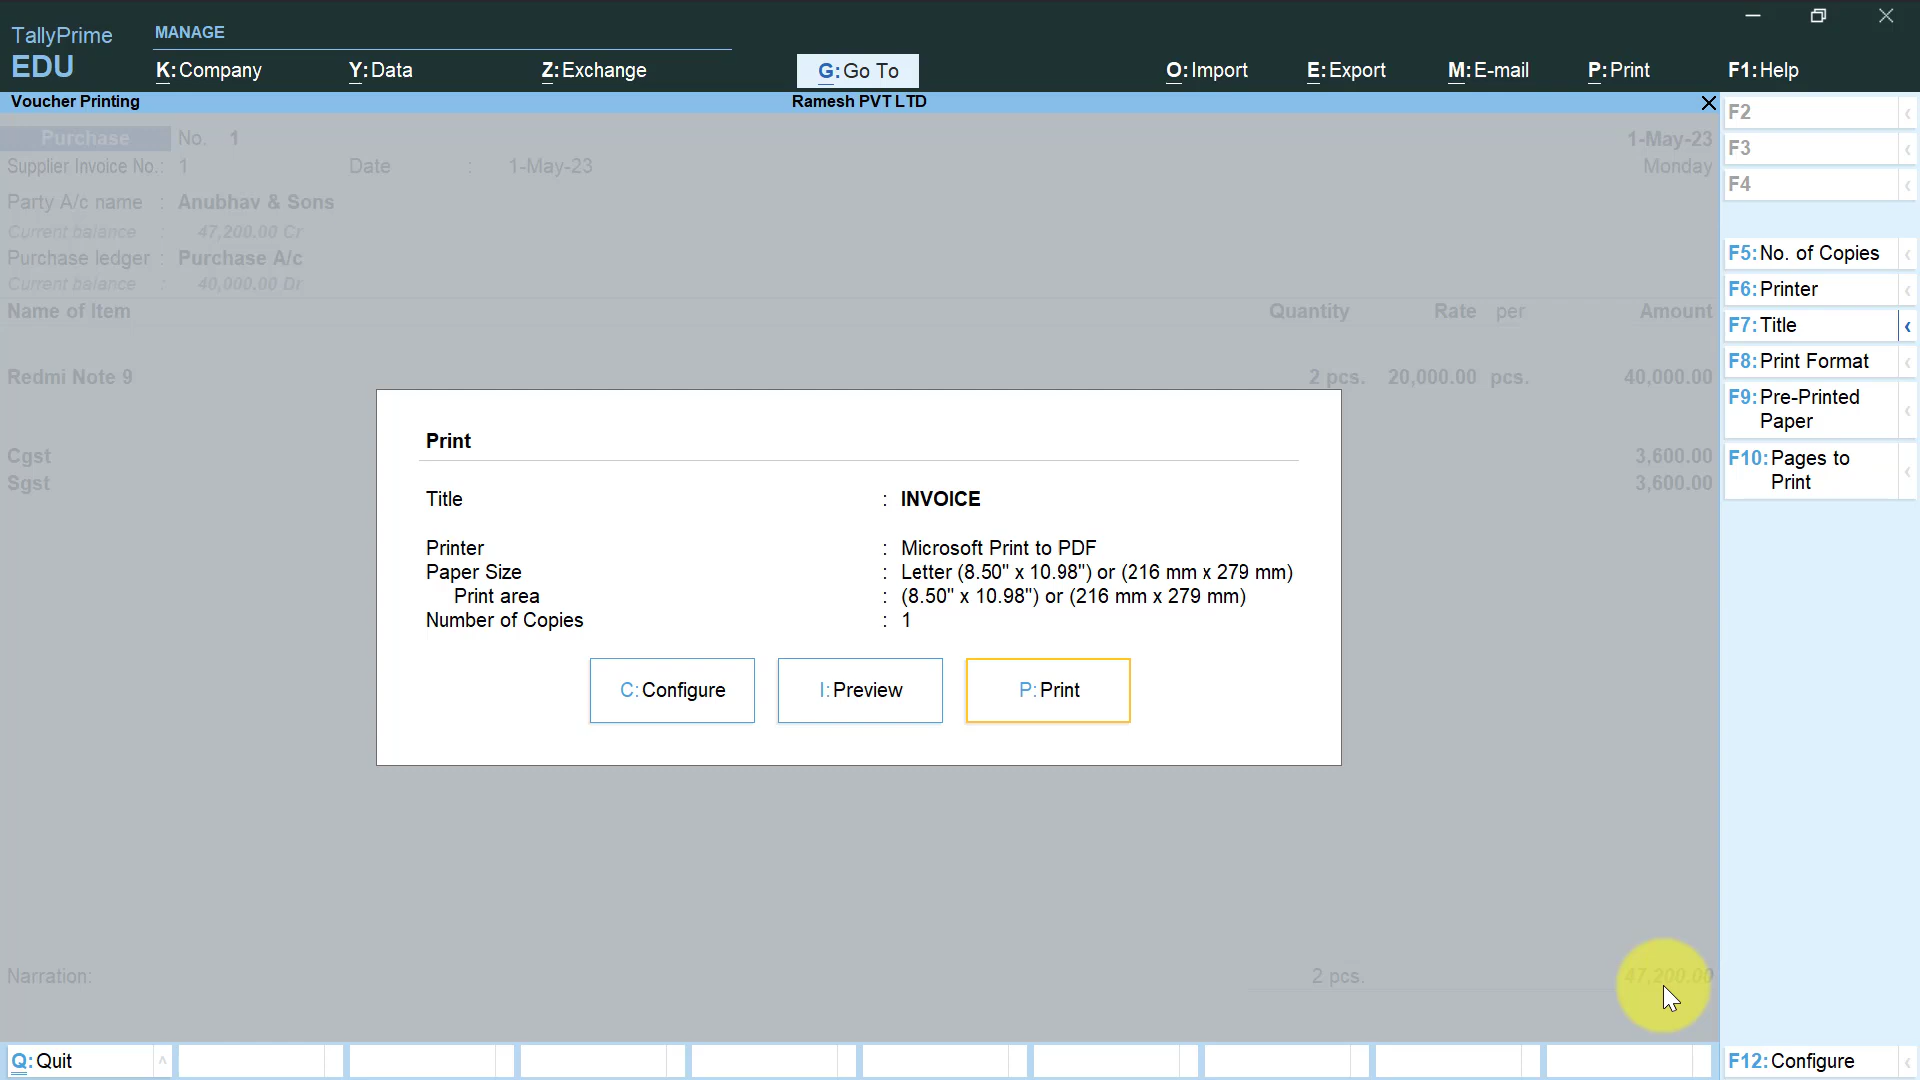 TallyPrime
EDU
MANAGE
K:Company Y:Data Z:Exchange G:Go To O:Import E:Export M:E-mail P:Print F1:Help
Voucher Printing Ramesh PVT LTD
Purchase No. 1 1-May-23
Supplier Invoice No.: 1 Date : 1-May-23 Monday
Party A/c name : Anubhav & Sons
Current balance : 47,200.00 Cr
Purchase ledger : Purchase A/c
Current balance : 40,000.00 Dr
Name of Item Quantity Rate per Amount
Redmi Note 9 2 pcs. 20,000.00 pcs. 40,000.00
Cgst 3,600.00
Sgst 3,600.00
Print
Title : INVOICE
Printer : Microsoft Print to PDF
Paper Size : Letter (8.50" x 10.98") or (216 mm x 279 mm)
Print area : (8.50" x 10.98") or (216 mm x 279 mm)
Number of Copies : 1
C:Configure I:Preview P:Print
Narration: 2 pcs. 47,200.00
F2
F3
F4
F5:No. of Copies
F6:Printer
F7:Title
F8:Print Format
F9:Pre-Printed
Paper
F10:Pages to
Print
Q:Quit F12:Configure